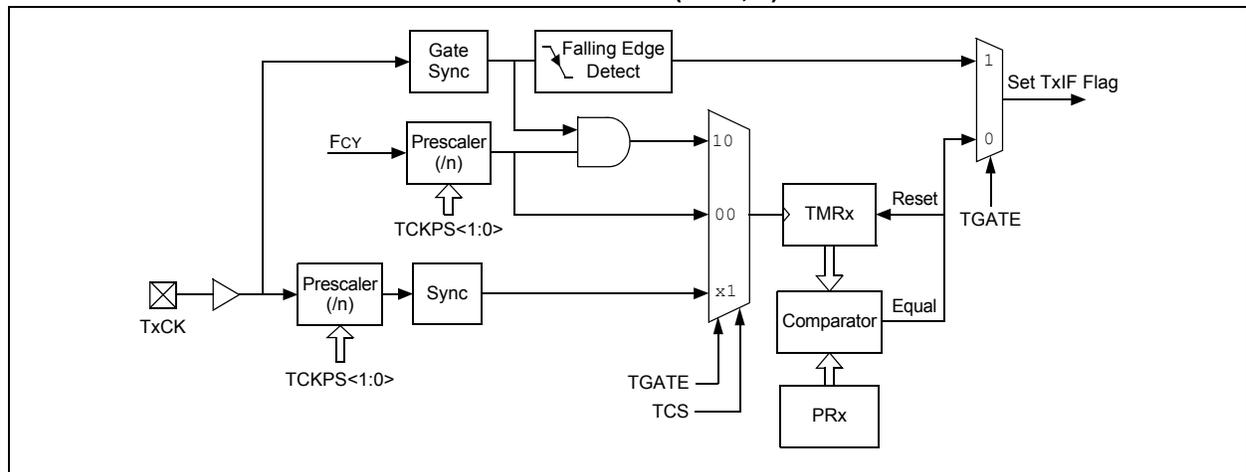 Gate
Sync
Falling Edge
Detect
1
Set TxIF Flag
FCY
Prescaler
(/n)
10
0
TCKPS<1:0>
00
TMRx
Reset
TGATE
TxCK
Prescaler
(/n)
Sync
x1
Comparator
Equal
TCKPS<1:0>
TGATE
TCS
PRx